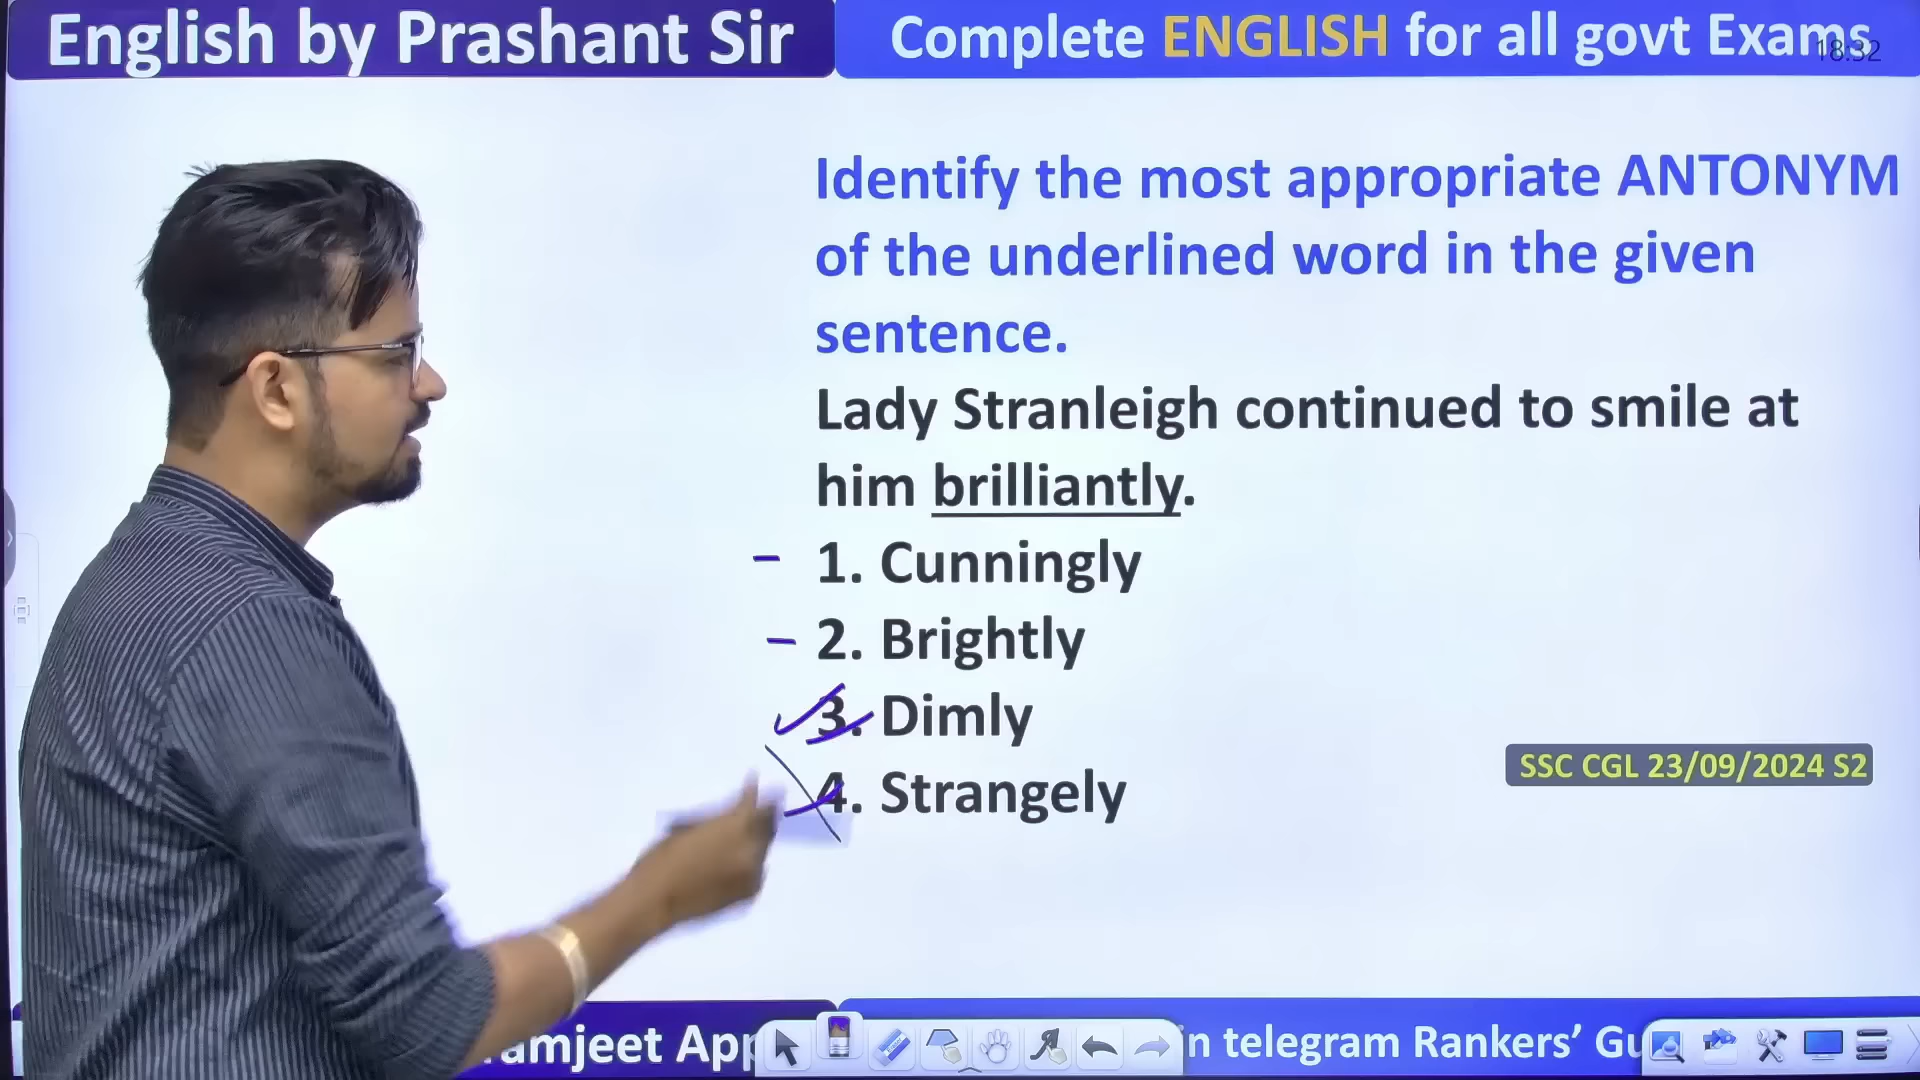 English by Prashant Sir
Complete ENGLISH for all govt Exams
18:32
Identify the most appropriate ANTONYM
of the underlined word in the given
sentence.
Lady Stranleigh continued to smile at
him brilliantly.
1. Cunningly
2. Brightly
3. Dimly
4. Strangely
SSC CGL 23/09/2024 S2
amjeet App
in telegram Rankers’ Gu